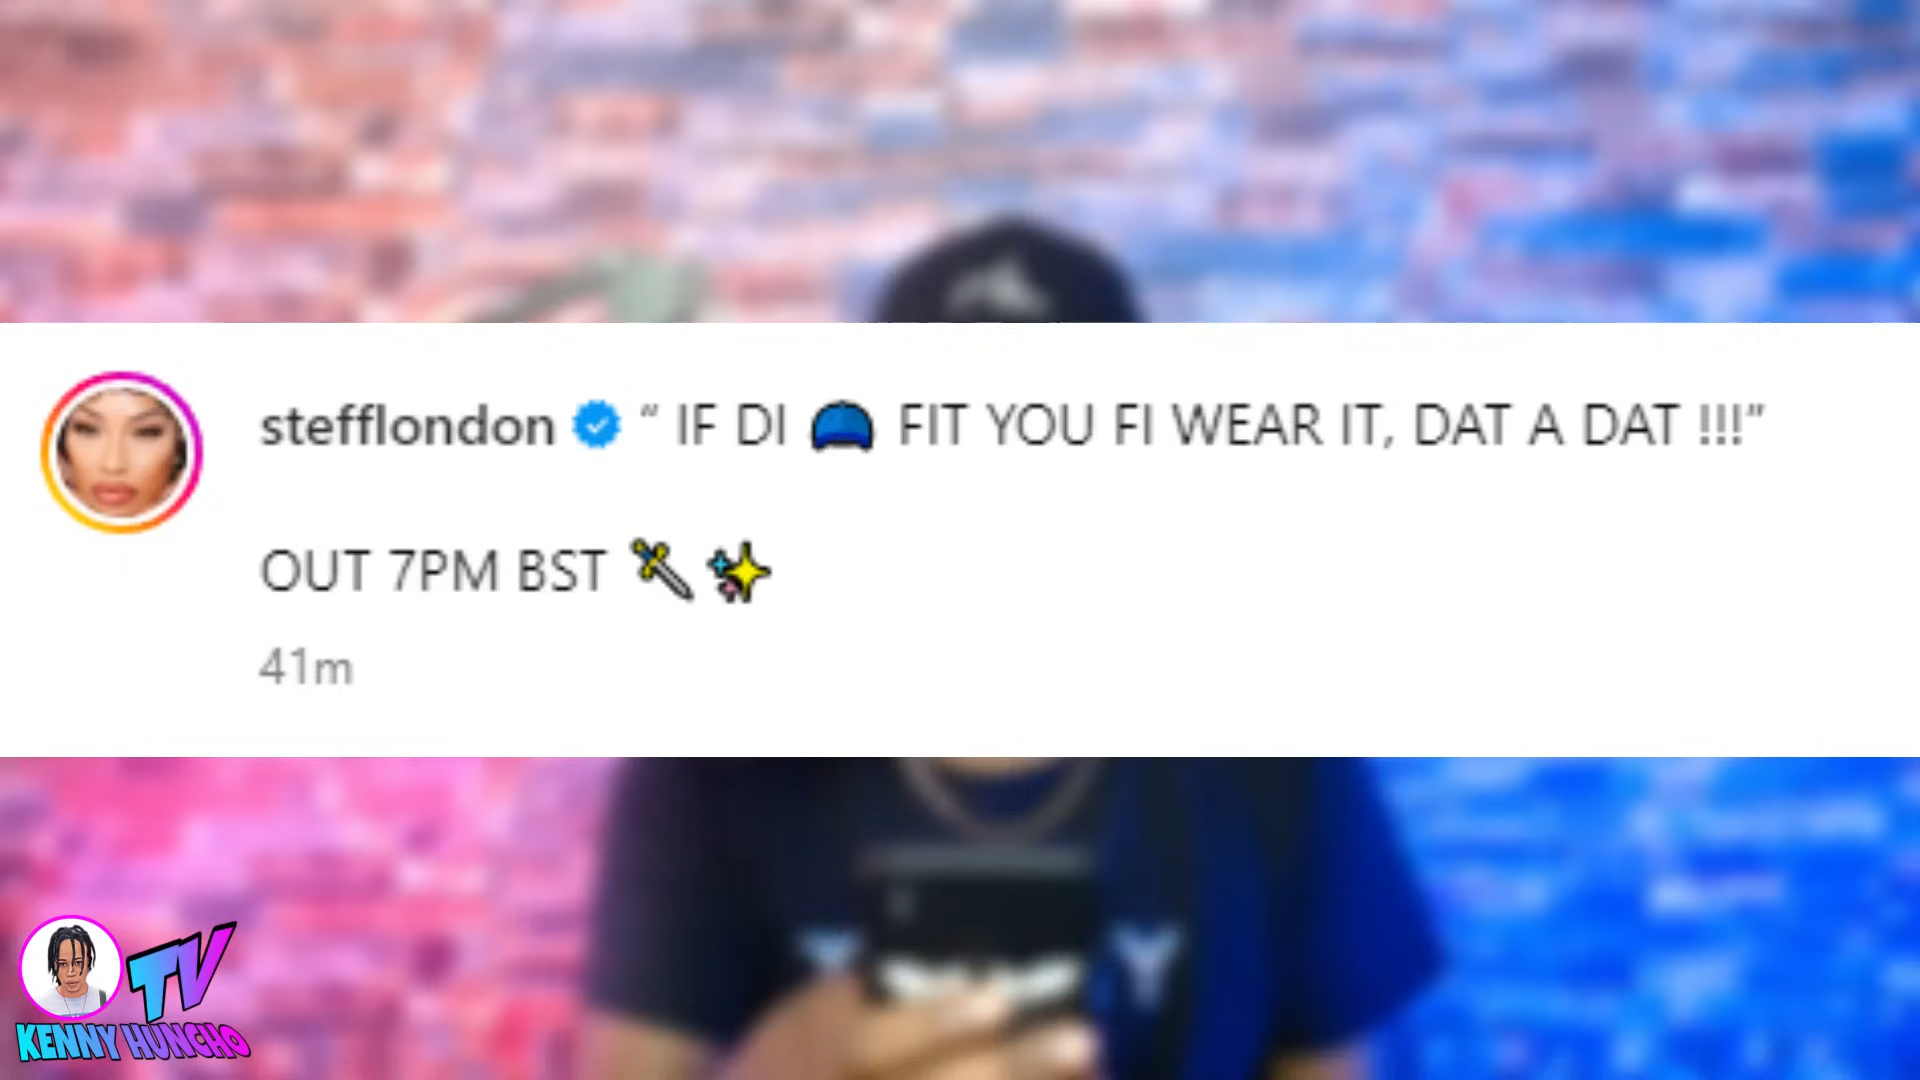 stefflondon “ IF DI 🧢 FIT YOU FI WEAR IT, DAT A DAT !!!”
OUT 7PM BST 🗡️✨
41m
TV
KENNY HUNCHO